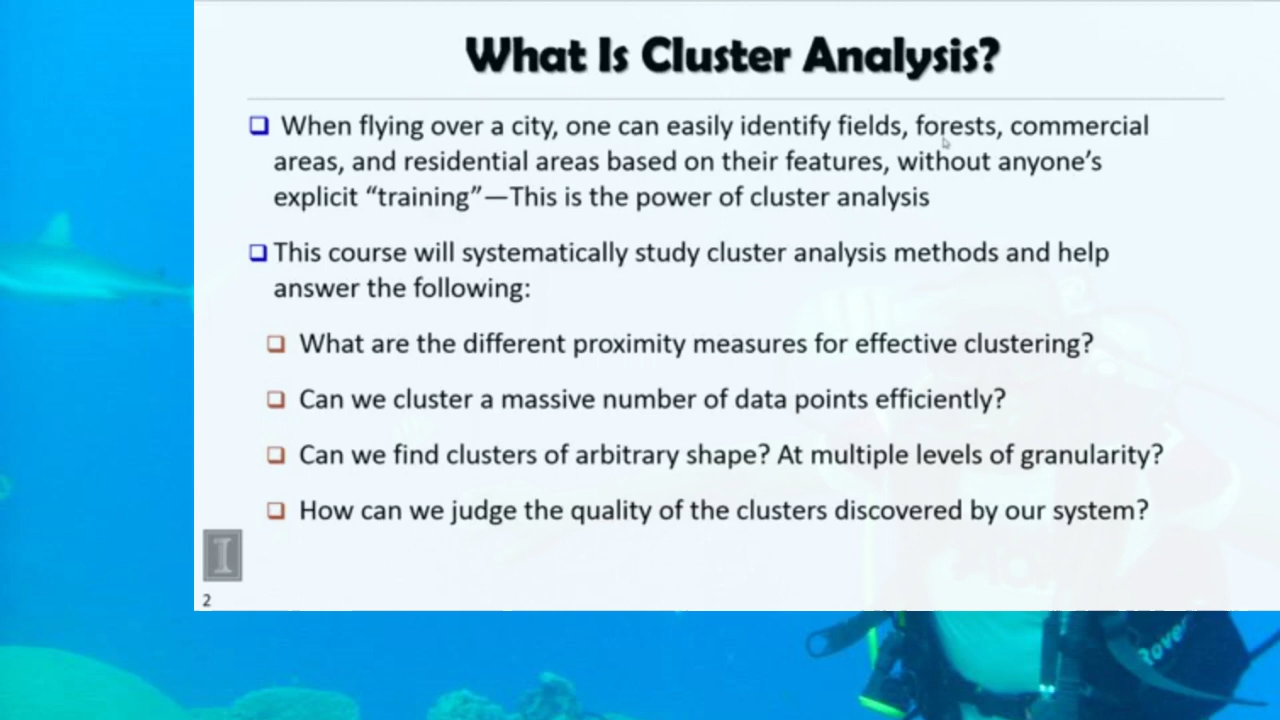 What Is Cluster Analysis?
When flying over a city, one can easily identify fields, forests, commercial
areas, and residential areas based on their features, without anyone’s
explicit “training”—This is the power of cluster analysis
This course will systematically study cluster analysis methods and help
answer the following:
What are the different proximity measures for effective clustering?
Can we cluster a massive number of data points efficiently?
Can we find clusters of arbitrary shape? At multiple levels of granularity?
How can we judge the quality of the clusters discovered by our system?
I
2
Rover